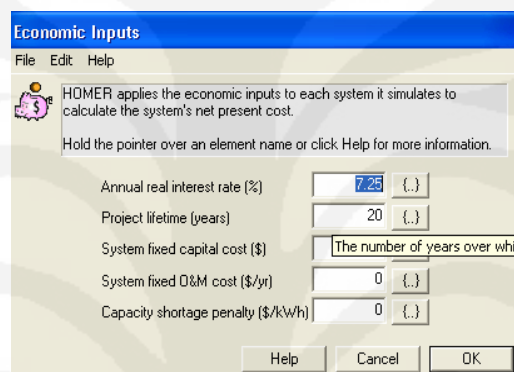 Economic Inputs
File Edit Help
HOMER applies the economic inputs to each system it simulates to
calculate the system's net present cost.
Hold the pointer over an element name or click Help for more information.
Annual real interest rate (%) 7.25 {..}
Project lifetime (years) 20 {..}
System fixed capital cost ($) The number of years over whi
System fixed O&M cost ($/yr) 0 {..}
Capacity shortage penalty ($/kWh) 0 {..}
Help Cancel OK